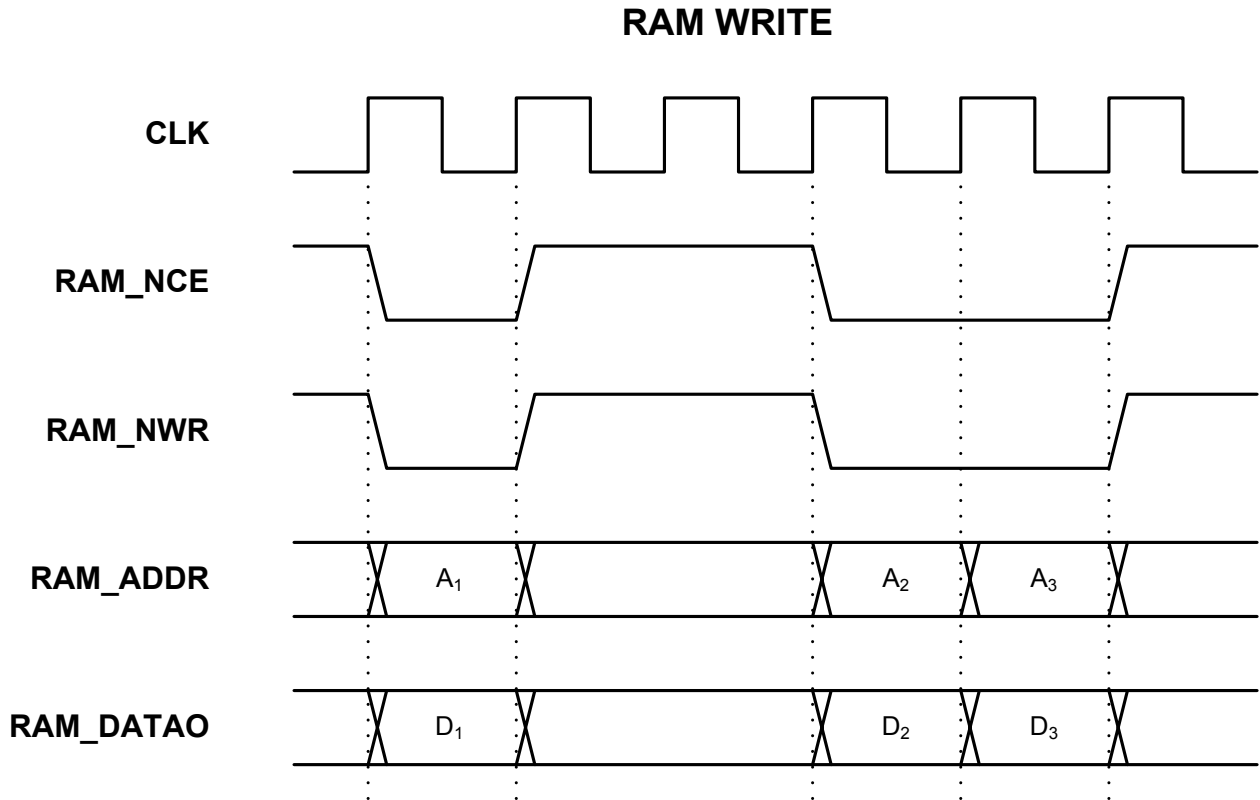 RAM WRITE
CLK
RAM_NCE
RAM_NWR
RAM_ADDR A₁ A₂ A₃
RAM_DATAO D₁ D₂ D₃